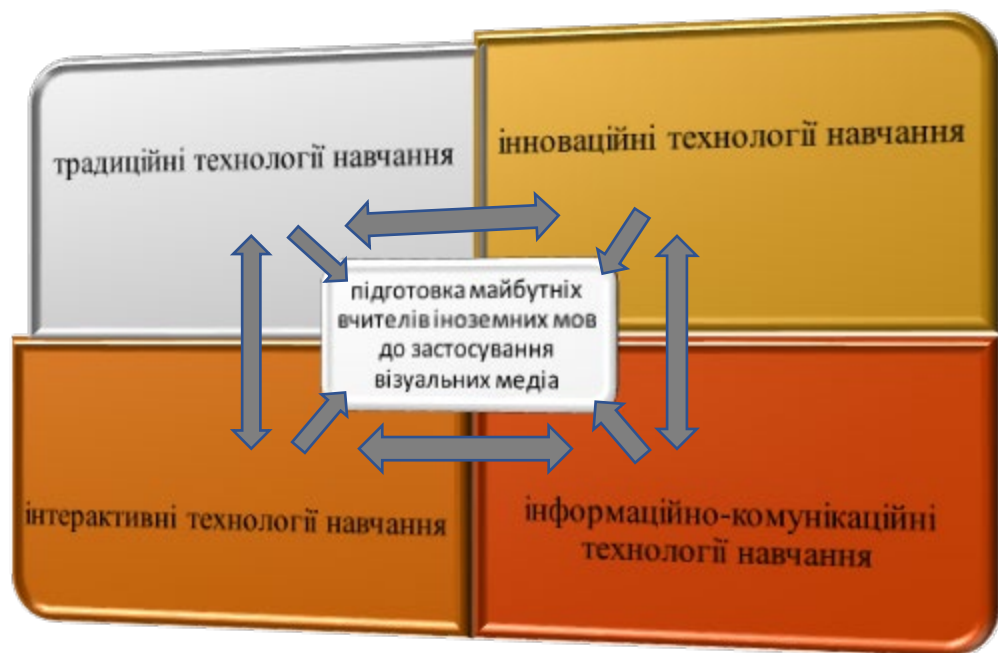 традиційні технології навчання
інноваційні технології навчання
підготовка майбутніх
вчителів іноземних мов
до застосування
візуальних медіа
інтерактивні технології навчання
інформаційно-комунікаційні
технології навчання